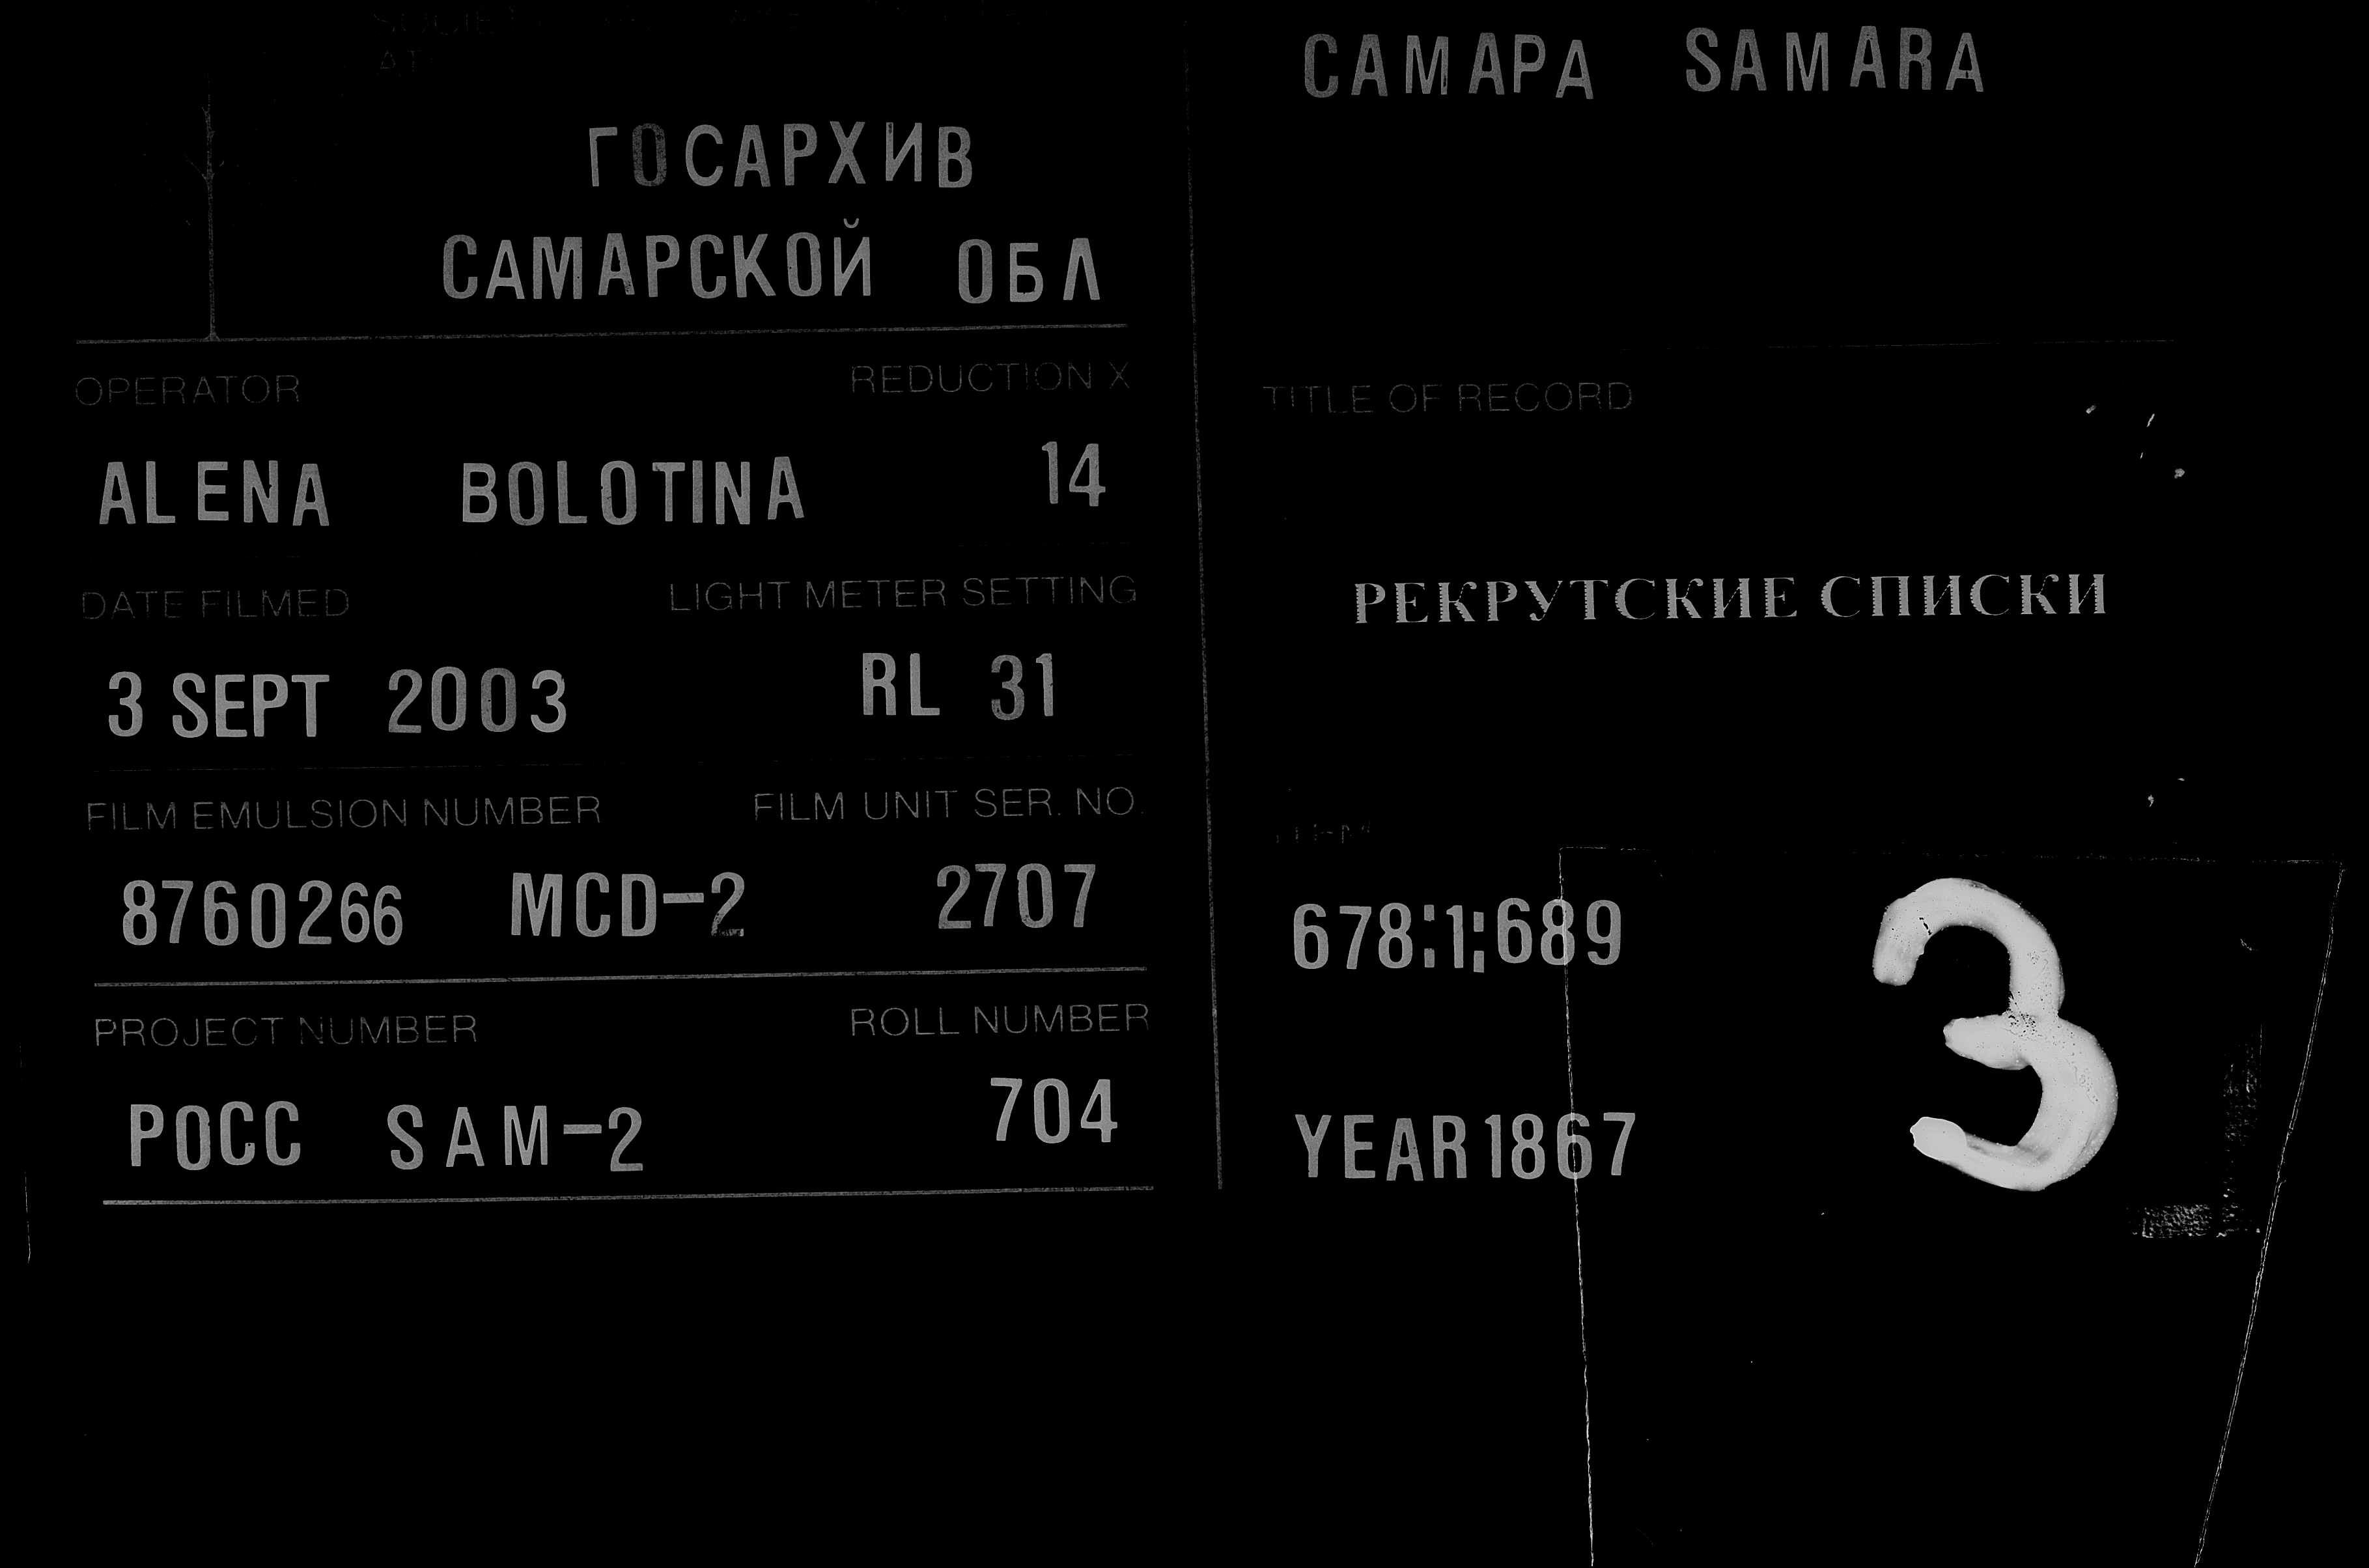 ГОСАРХИВ
САМАРСКОЙ ОБЛ
OPERATOR REDUCTION X
ALENA BOLOTINA 14
DATE FILMED LIGHT METER SETTING
3 SEPT 2003 RL 31
FILM EMULSION NUMBER FILM UNIT SER. NO.
8760266 MCD-2 2707
PROJECT NUMBER ROLL NUMBER
РОСС SAM-2 704
САМАРА SAMARA
TITLE OF RECORD
РЕКРУТСКИЕ СПИСКИ
678:1;689
YEAR 1867
3